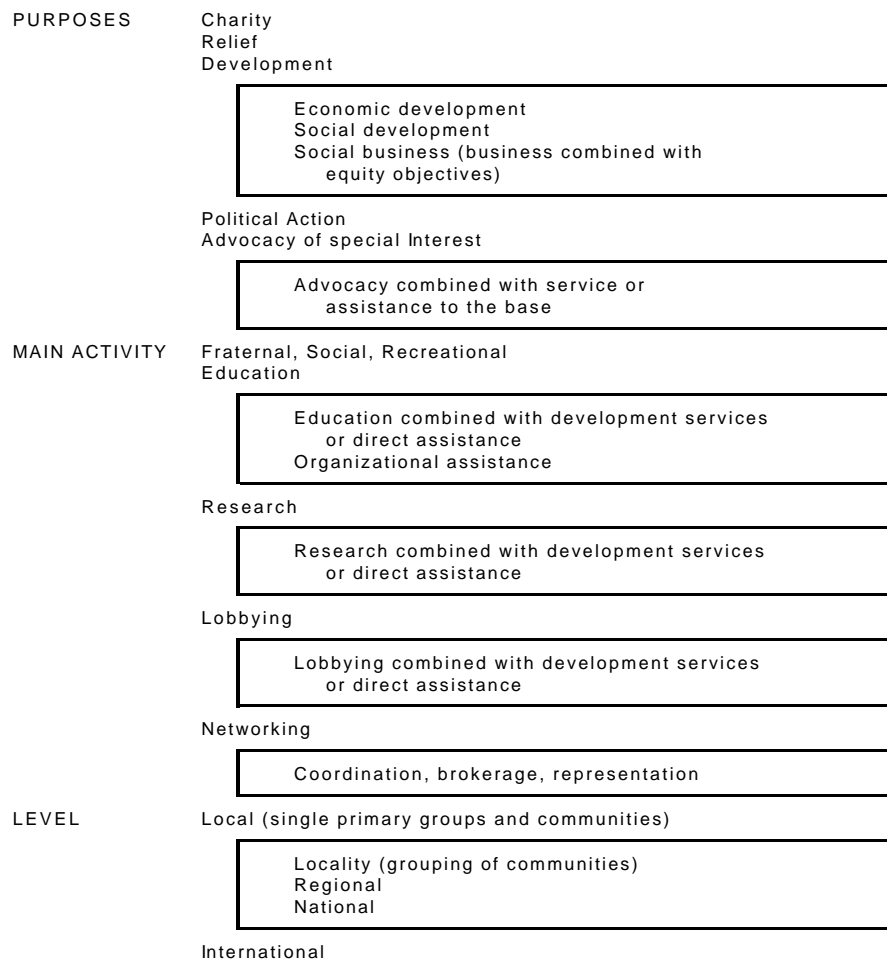 PURPOSES Charity
Relief
Development
Economic development
Social development
Social business (business combined with
equity objectives)
Political Action
Advocacy of special Interest
Advocacy combined with service or
assistance to the base
MAIN ACTIVITY Fraternal, Social, Recreational
Education
Education combined with development services
or direct assistance
Organizational assistance
Research
Research combined with development services
or direct assistance
Lobbying
Lobbying combined with development services
or direct assistance
Networking
Coordination, brokerage, representation
LEVEL Local (single primary groups and communities)
Locality (grouping of communities)
Regional
National
International